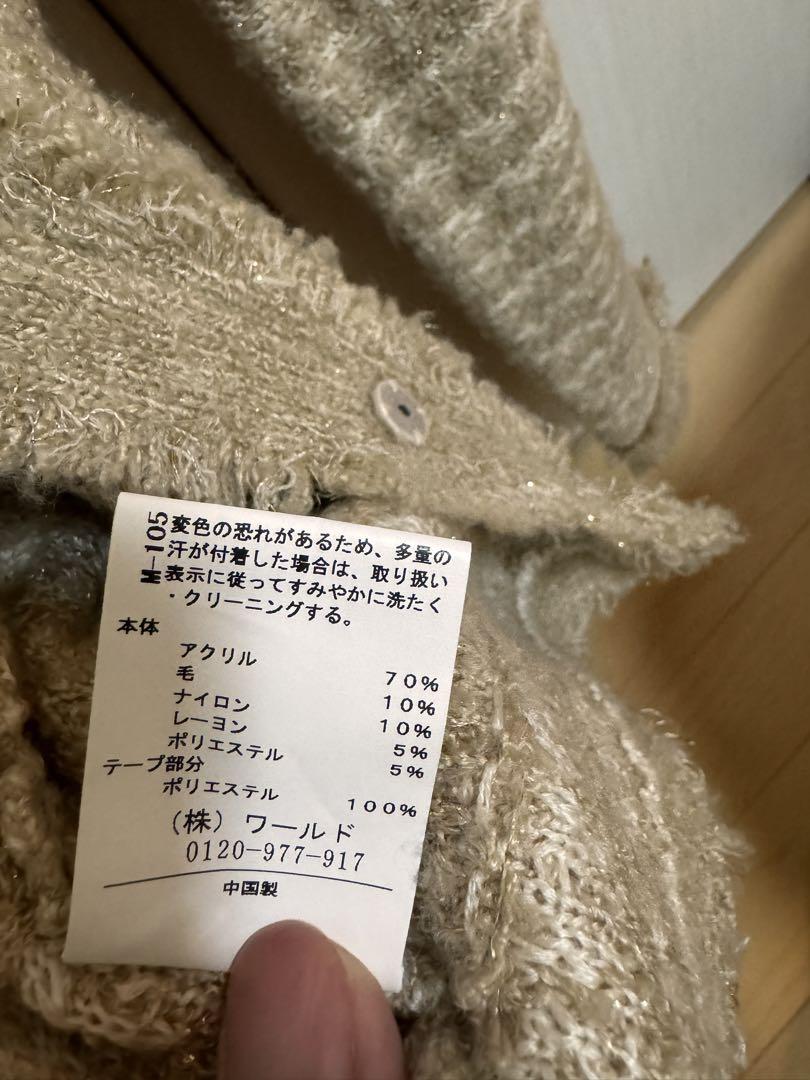 M-105
変色の恐れがあるため、多量の
汗が付着した場合は、取り扱い
表示に従ってすみやかに洗たく
・クリーニングする。
本体
アクリル 70%
毛 10%
ナイロン 10%
レーヨン 5%
ポリエステル 5%
テープ部分
ポリエステル 100%
(株)ワールド
0120-977-917
中国製